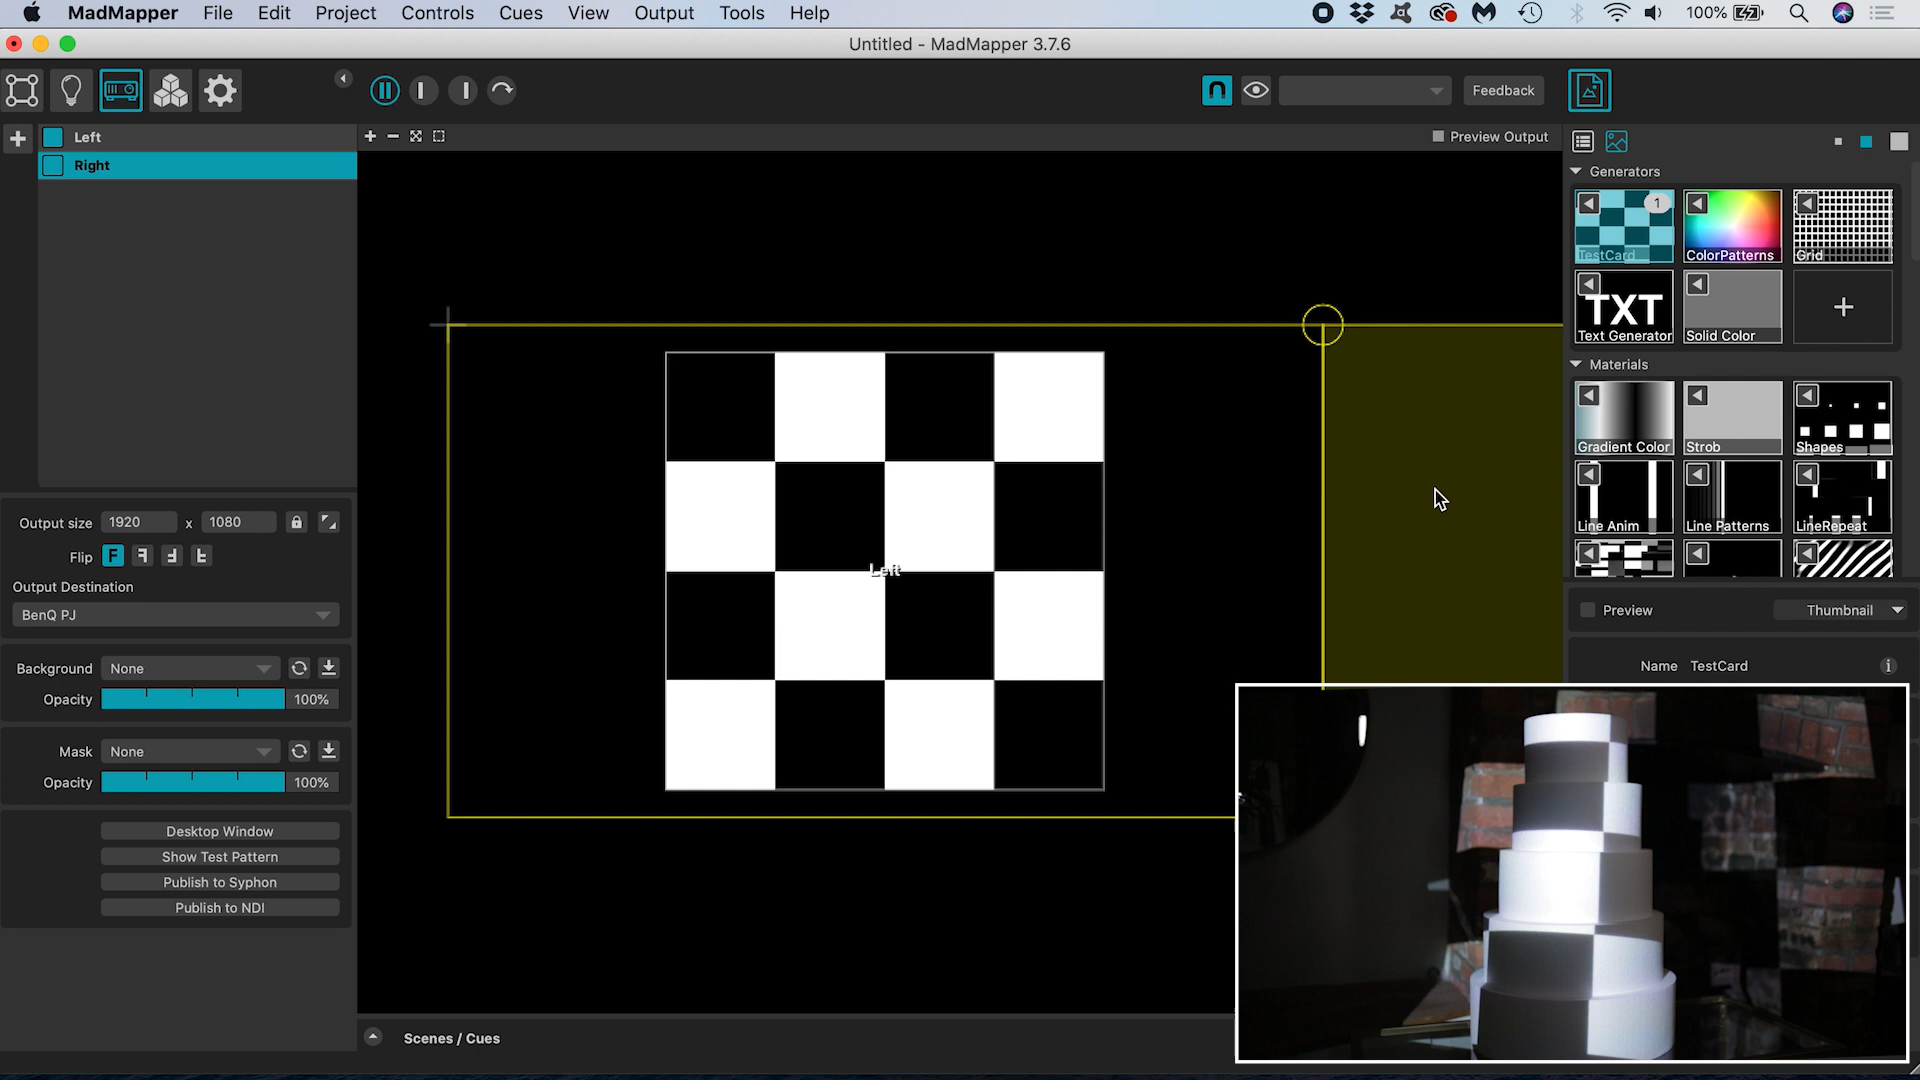 MadMapper File Edit Project Controls Cues View Output Tools Help 100%
Untitled - MadMapper 3.7.6
Feedback
Left
Right
Preview Output
Generators
1
TestCard ColorPatterns Grid
TXT
Text Generator Solid Color
Materials
Gradient Color Strob Shapes
Line Anim Line Patterns LineRepeat
Left
Output size 1920 x 1080
Flip F
Output Destination
BenQ PJ
Preview Thumbnail
Name TestCard
Background None
Opacity 100%
Mask None
Opacity 100%
Desktop Window
Show Test Pattern
Publish to Syphon
Publish to NDI
Scenes / Cues